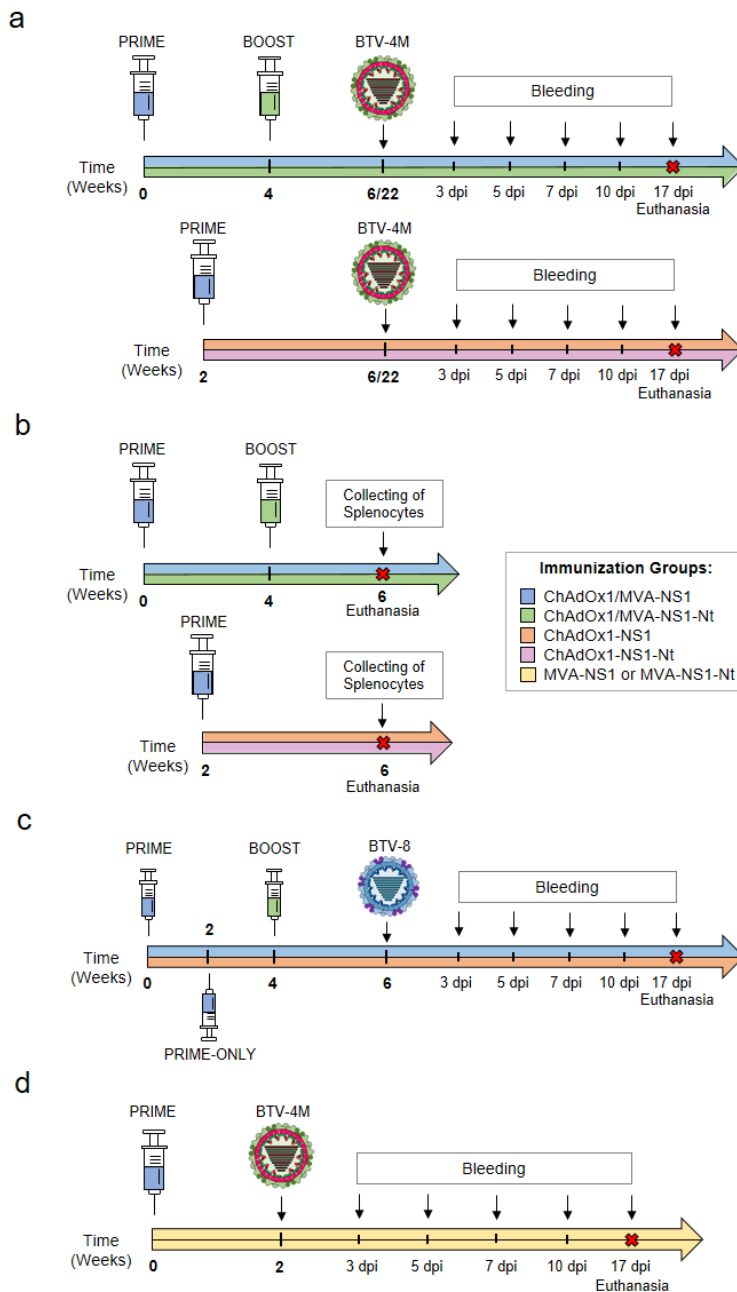 a
PRIME
BOOST
BTV-4M
Bleeding
Time
(Weeks)
0
4
6/22
3 dpi
5 dpi
7 dpi
10 dpi
17 dpi
Euthanasia
PRIME
BTV-4M
Bleeding
Time
(Weeks)
2
6/22
3 dpi
5 dpi
7 dpi
10 dpi
17 dpi
Euthanasia
b
PRIME
BOOST
Collecting of
Splenocytes
Time
(Weeks)
0
4
6
Euthanasia
PRIME
Collecting of
Splenocytes
Time
(Weeks)
2
6
Euthanasia
Immunization Groups:
ChAdOx1/MVA-NS1
ChAdOx1/MVA-NS1-Nt
ChAdOx1-NS1
ChAdOx1-NS1-Nt
MVA-NS1 or MVA-NS1-Nt
c
PRIME
BOOST
BTV-8
Bleeding
2
Time
(Weeks)
0
4
6
3 dpi
5 dpi
7 dpi
10 dpi
17 dpi
Euthanasia
PRIME-ONLY
d
PRIME
BTV-4M
Bleeding
Time
(Weeks)
0
2
3 dpi
5 dpi
7 dpi
10 dpi
17 dpi
Euthanasia